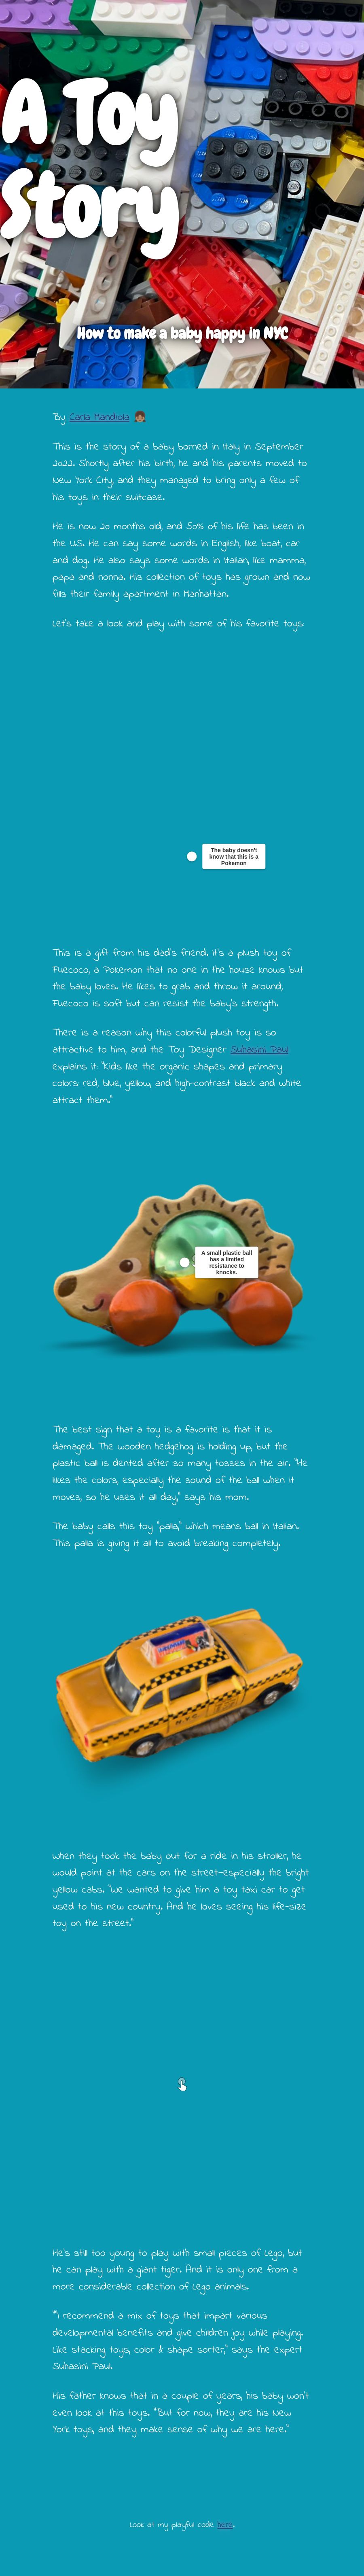 A Toy
Story
How to make a baby happy in NYC
By Carla Mandiola
This is the story of a baby borned in Italy in September
2022. Shortly after his birth, he and his parents moved to
New York City, and they managed to bring only a few of
his toys in their suitcase.
He is now 20 months old, and 50% of his life has been in
the U.S. He can say some words in English, like boat, car
and dog. He also says some words in Italian, like mamma,
papa and nonna. His collection of toys has grown and now
fills their family apartment in Manhattan.
Let's take a look and play with some of his favorite toys:
The baby doesn't
know that this is a
Pokemon
This is a gift from his dad's friend. It's a plush toy of
Fuecoco, a Pokemon that no one in the house knows but
the baby loves. He likes to grab and throw it around;
Fuecoco is soft but can resist the baby's strength.
There is a reason why this colorful plush toy is so
attractive to him, and the Toy Designer Suhasini Paul
explains it "Kids like the organic shapes and primary
colors: red, blue, yellow, and high-contrast black and white
attract them."
A small plastic ball
has a limited
resistance to
knocks.
The best sign that a toy is a favorite is that it is
damaged. The wooden hedgehog is holding up, but the
plastic ball is dented after so many tosses in the air. "He
likes the colors, especially the sound of the ball when it
moves, so he uses it all day," says his mom.
The baby calls this toy "palla," which means ball in Italian.
This palla is giving it all to avoid breaking completely.
When they took the baby out for a ride in his stroller, he
would point at the cars on the street—especially the bright
yellow cabs. "We wanted to give him a toy taxi car to get
used to his new country. And he loves seeing his life-size
toy on the street."
He's still too young to play with small pieces of Lego, but
he can play with a giant tiger. And it is only one from a
more considerable collection of Lego animals.
"I recommend a mix of toys that impart various
developmental benefits and give children joy while playing.
Like stacking toys, color & shape sorter," says the expert
Suhasini Paul.
His father knows that in a couple of years, his baby won't
even look at this toys. "But for now, they are his New
York toys, and they make sense of why we are here."
Look at my playful code here.